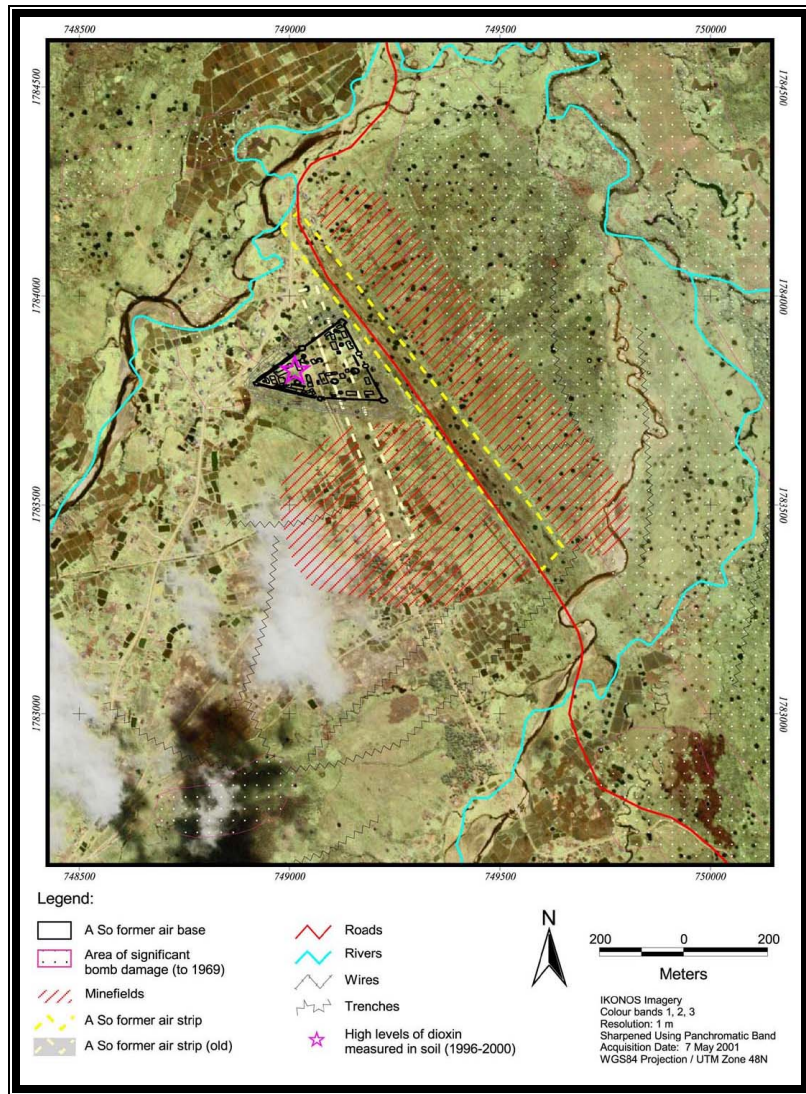 748500 749000 749500 750000
1784500 1784500
1784000 1784000
1783500 1783500
1783000 1783000
748500 749000 749500 750000
Legend:
A So former air base
Area of significant
bomb damage (to 1969)
Minefields
A So former air strip
A So former air strip (old)
Roads
Rivers
Wires
Trenches
High levels of dioxin
measured in soil (1996-2000)
N
200 0 200
Meters
IKONOS Imagery
Colour bands 1, 2, 3
Resolution: 1 m
Sharpened Using Panchromatic Band
Acquisition Date: 7 May 2001
WGS84 Projection / UTM Zone 48N